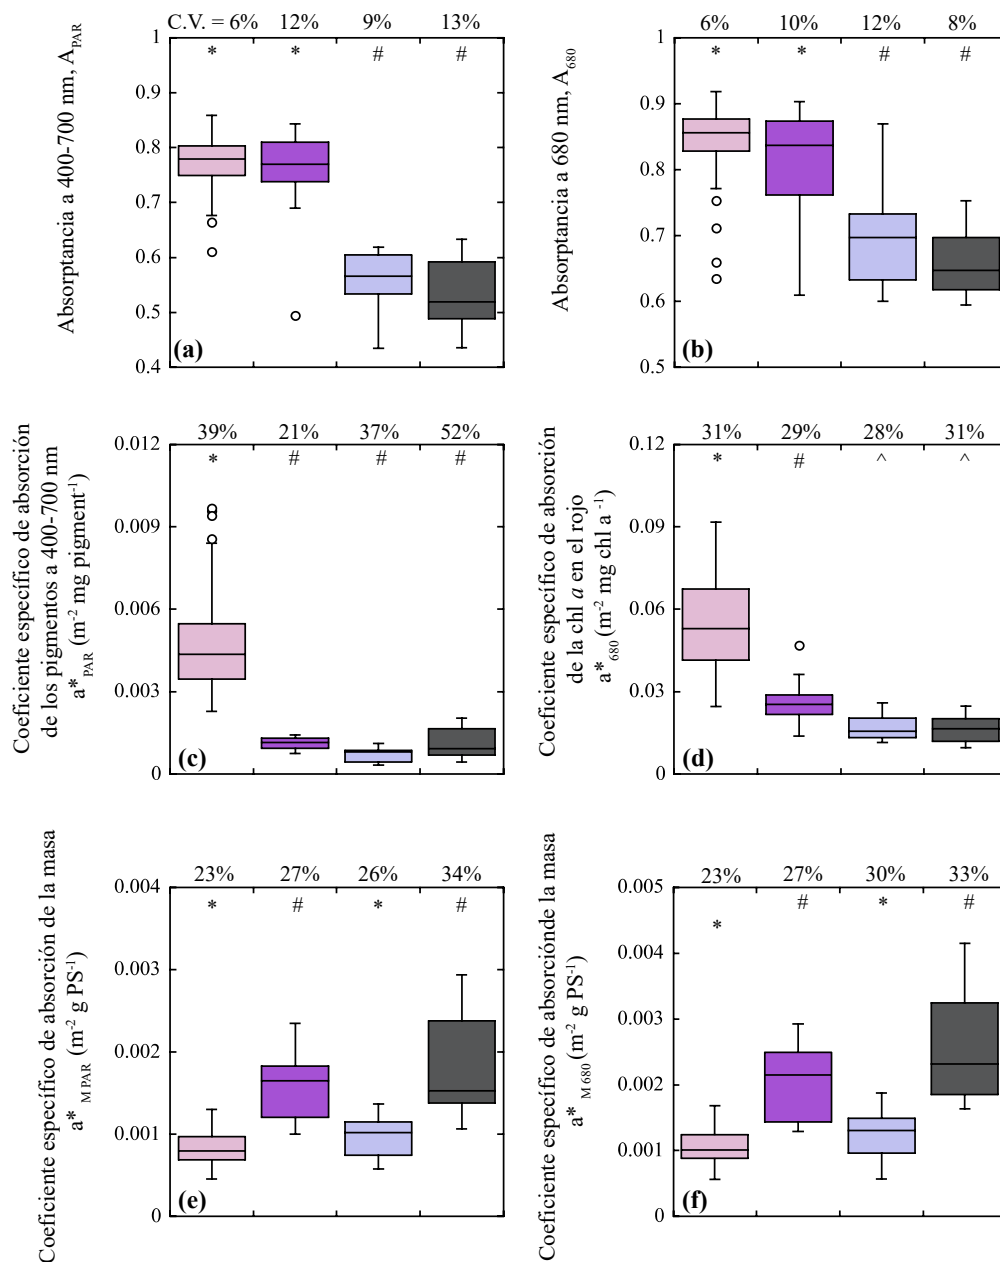 C.V. = 6% 12% 9% 13%
* * # #
Absorptancia a 400-700 nm, A PAR
1
0.9
0.8
0.7
0.6
0.5
0.4
(a)
6% 10% 12% 8%
* * # #
Absorptancia a 680 nm, A 680
1
0.9
0.8
0.7
0.6
0.5
(b)
39% 21% 37% 52%
* # # #
Coeficiente específico de absorción
de los pigmentos a 400-700 nm
a* PAR (m-2 mg pigment-1)
0.012
0.009
0.006
0.003
0
(c)
31% 29% 28% 31%
* # ^ ^
Coeficiente específico de absorción
de la chl a en el rojo
a* 680 (m-2 mg chl a -1)
0.12
0.09
0.06
0.03
0
(d)
23% 27% 26% 34%
* # * #
Coeficiente específico de absorción de la masa
a* M PAR (m-2 g PS-1)
0.004
0.003
0.002
0.001
0
(e)
23% 27% 30% 33%
* # * #
Coeficiente específico de absorciónde la masa
a* M 680 (m-2 g PS-1)
0.005
0.004
0.003
0.002
0.001
0
(f)